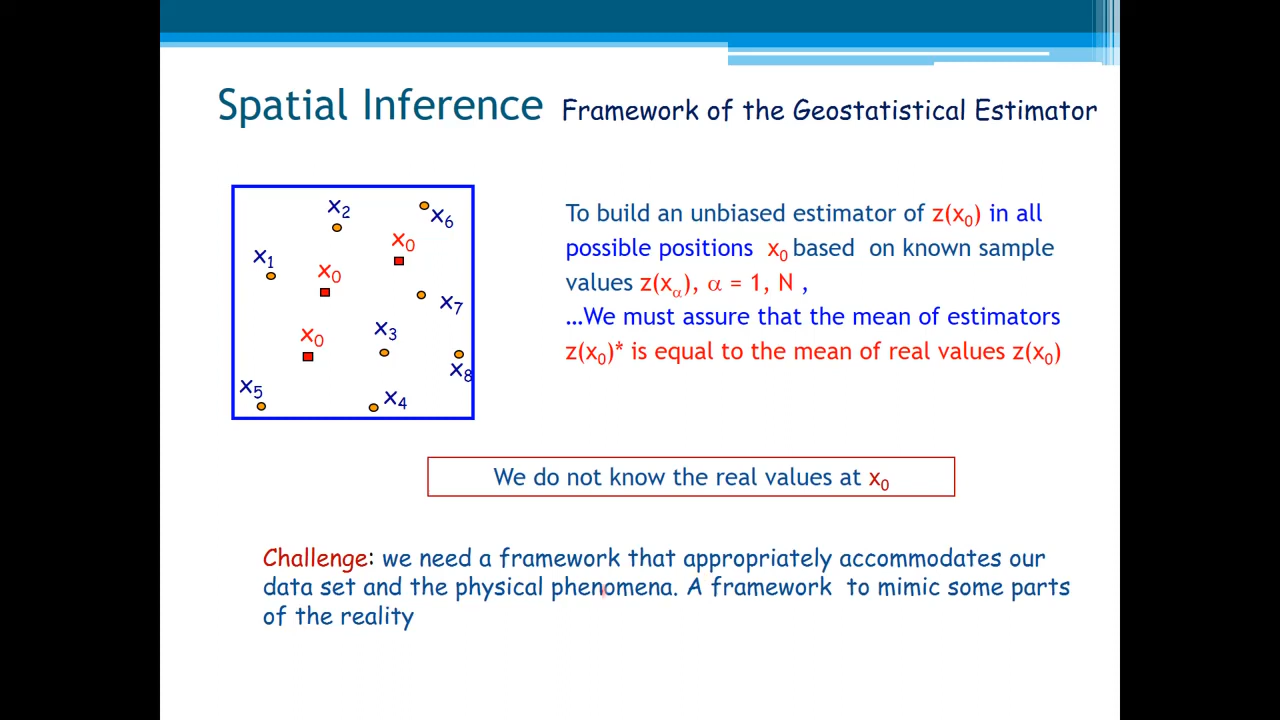 Spatial Inference Framework of the Geostatistical Estimator
x2
x6
x0
x1
x0
x7
x0
x3
x8
x5
x4
To build an unbiased estimator of z(x0) in all
possible positions x0 based on known sample
values z(xα), α = 1, N ,
…We must assure that the mean of estimators
z(x0)* is equal to the mean of real values z(x0)
We do not know the real values at x0
Challenge: we need a framework that appropriately accommodates our
data set and the physical phenomena. A framework to mimic some parts
of the reality